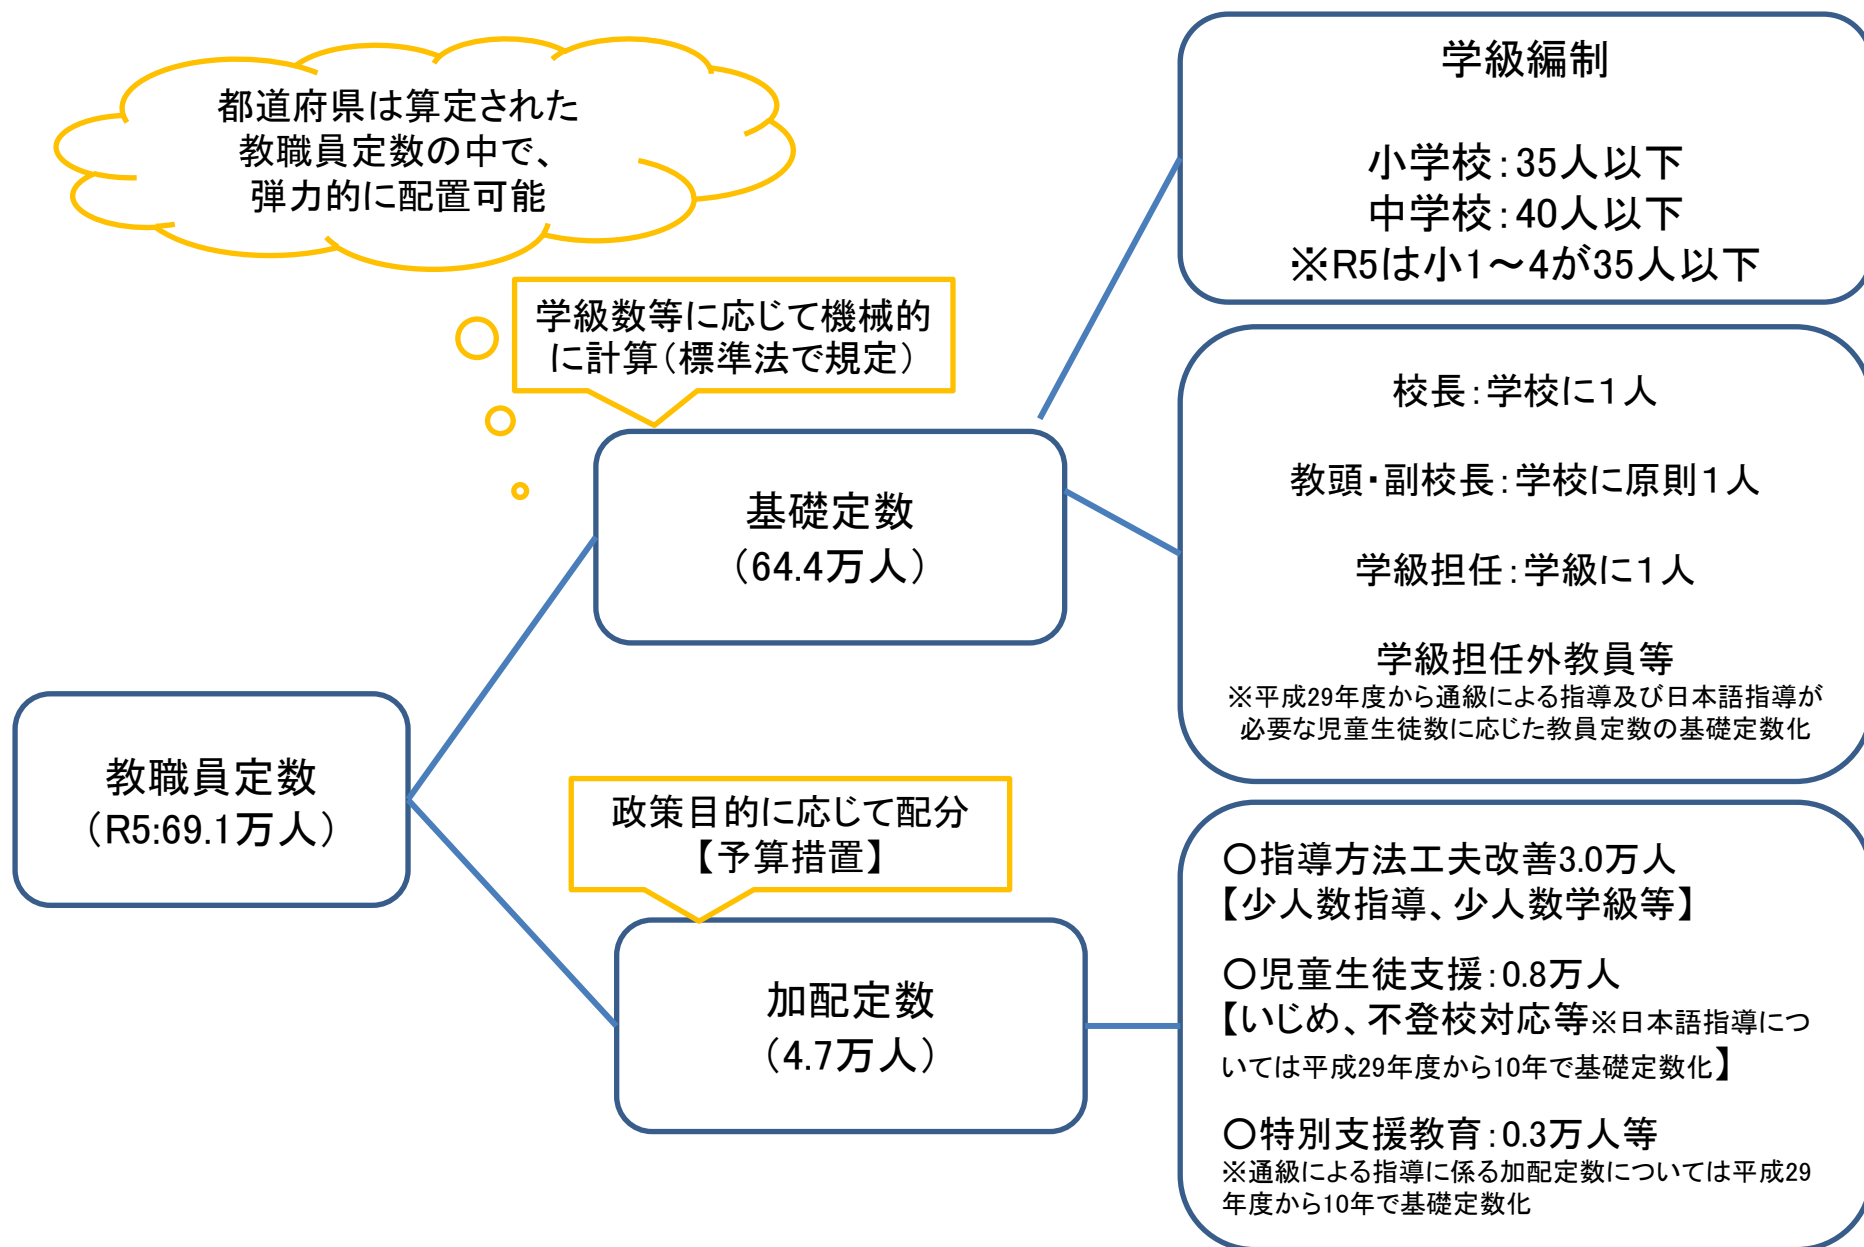 都道府県は算定された
教職員定数の中で、
弾力的に配置可能
学級数等に応じて機械的
に計算（標準法で規定）
基礎定数
（64.4万人）
教職員定数
（R5:69.1万人）
政策目的に応じて配分
【予算措置】
加配定数
（4.7万人）
学級編制
小学校：35人以下
中学校：40人以下
※R5は小1～4が35人以下
校長：学校に１人
教頭・副校長：学校に原則１人
学級担任：学級に１人
学級担任外教員等
※平成29年度から通級による指導及び日本語指導が
必要な児童生徒数に応じた教員定数の基礎定数化
〇指導方法工夫改善3.0万人
【少人数指導、少人数学級等】
〇児童生徒支援：0.8万人
【いじめ、不登校対応等※日本語指導につ
いては平成29年度から10年で基礎定数化】
〇特別支援教育：0.3万人等
※通級による指導に係る加配定数については平成29
年度から10年で基礎定数化